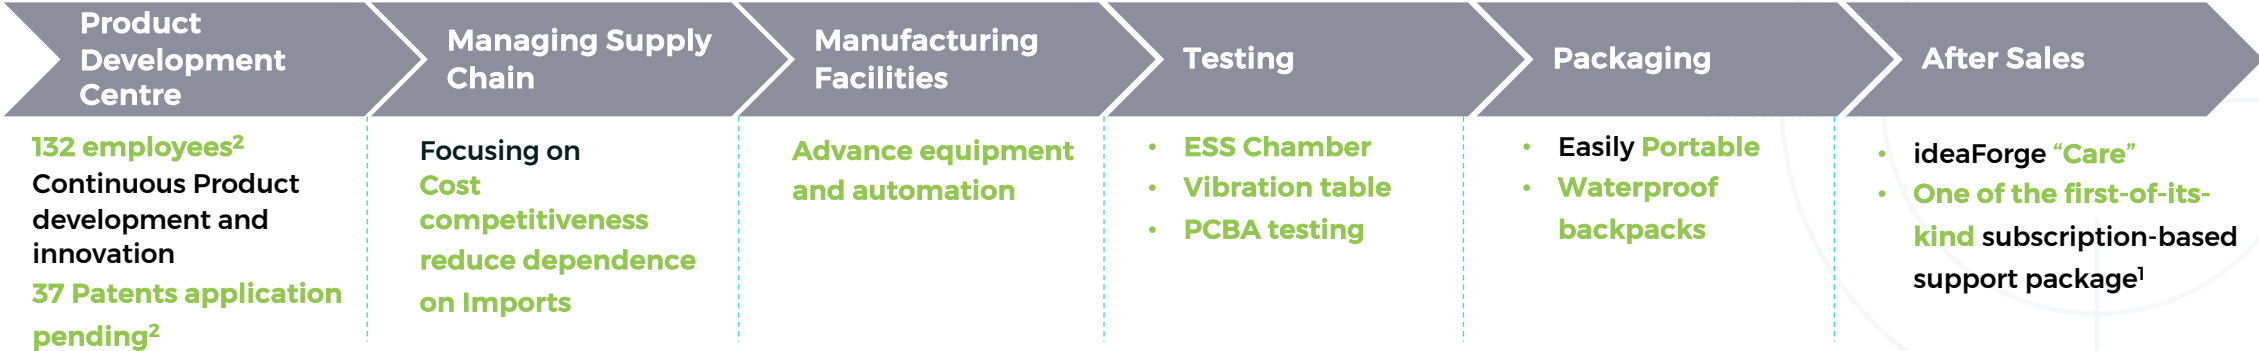 Product
Development
Centre
Managing Supply
Chain
Manufacturing
Facilities
Testing
Packaging
After Sales
132 employees²
Continuous Product
development and
innovation
37 Patents application
pending²
Focusing on
Cost
competitiveness
reduce dependence
on Imports
Advance equipment
and automation
• ESS Chamber
• Vibration table
• PCBA testing
• Easily Portable
• Waterproof
backpacks
• ideaForge “Care”
• One of the first-of-its-
kind subscription-based
support package¹